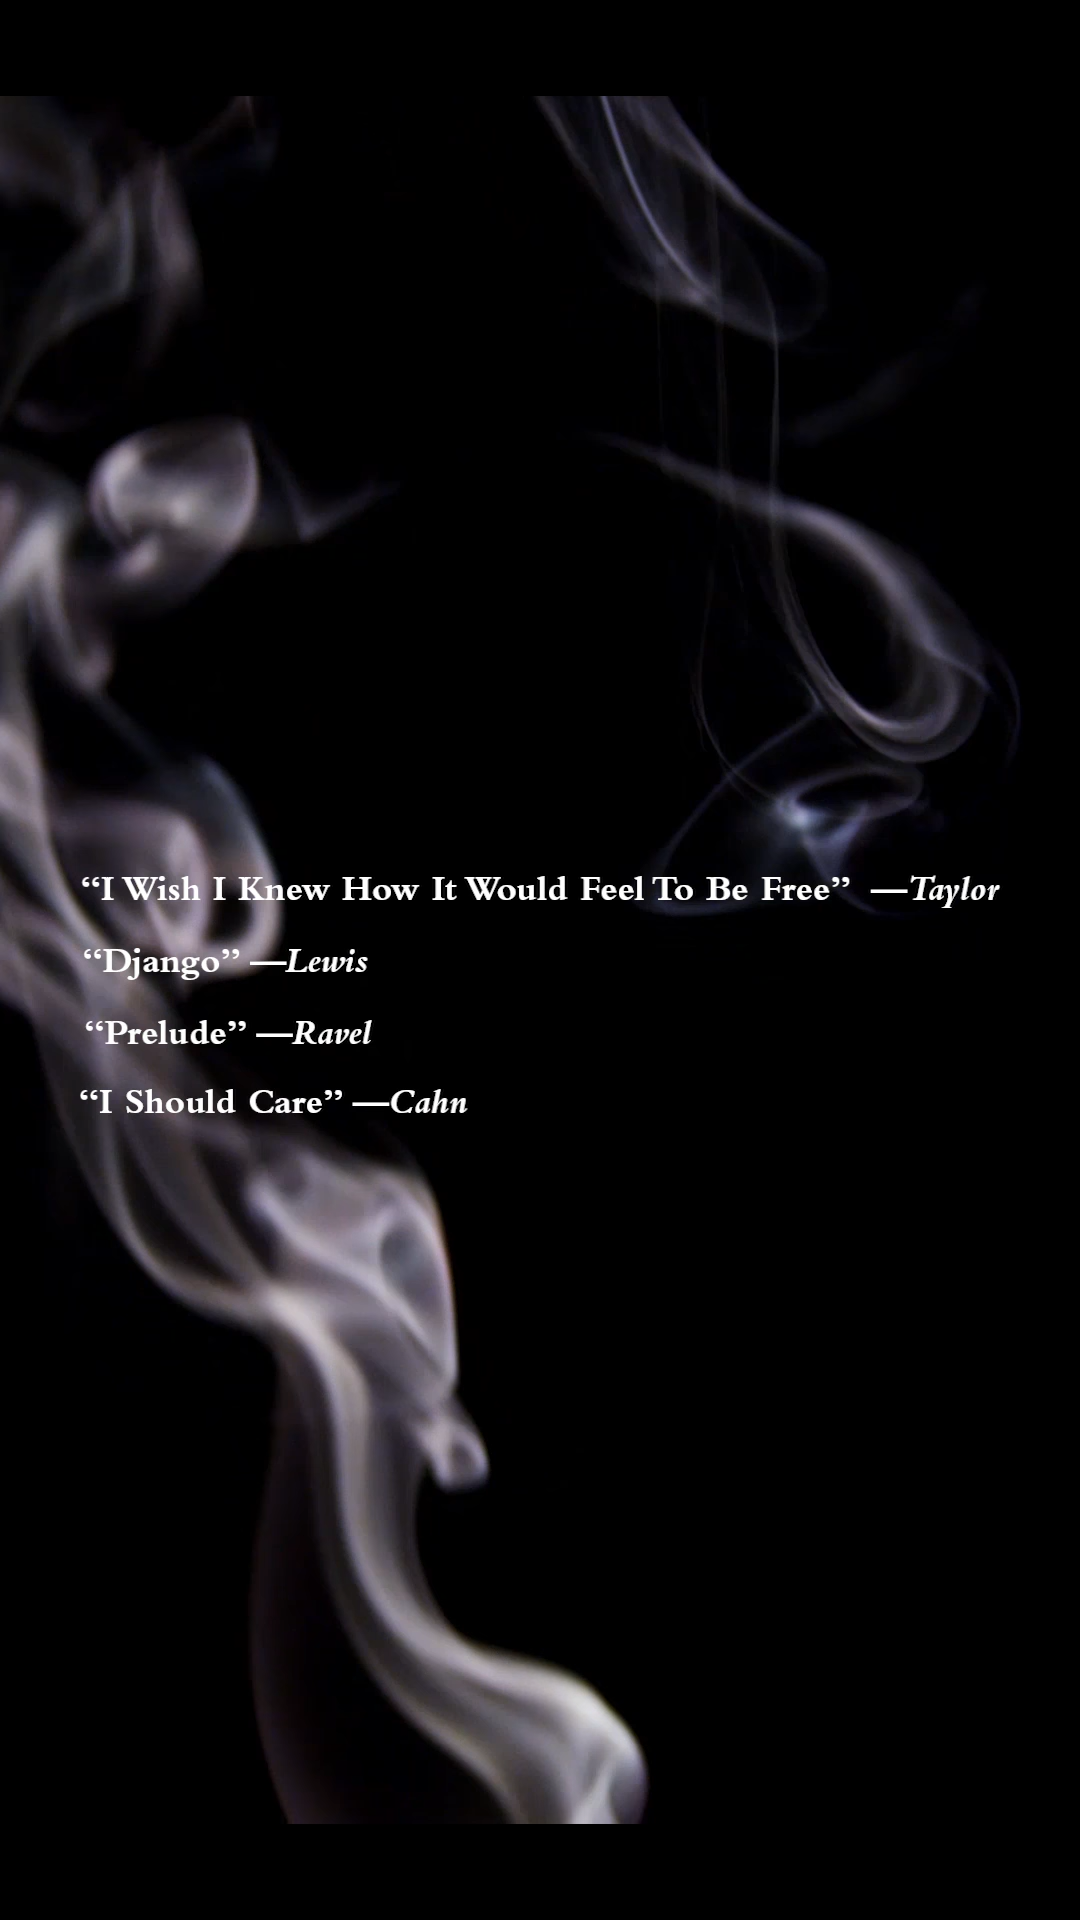 “I Wish I Knew How It Would Feel To Be Free” —Taylor
“Django” —Lewis
“Prelude” —Ravel
“I Should Care” —Cahn